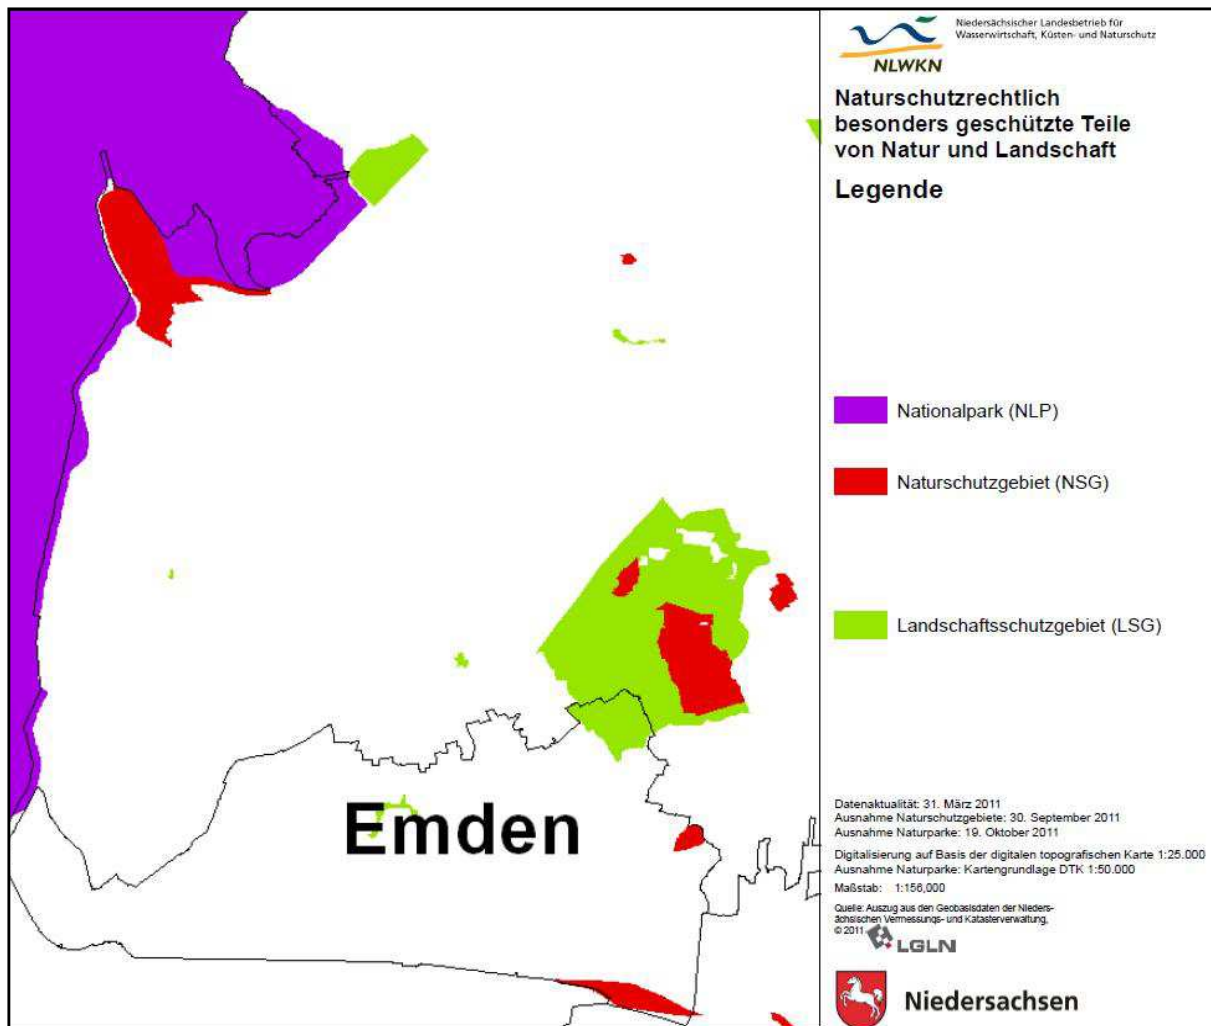 Niedersächsischer Landesbetrieb für
Wasserwirtschaft, Küsten- und Naturschutz
NLWKN
Naturschutzrechtlich
besonders geschützte Teile
von Natur und Landschaft
Legende
Nationalpark (NLP)
Naturschutzgebiet (NSG)
Landschaftsschutzgebiet (LSG)
Emden
Datenaktualität: 31. März 2011
Ausnahme Naturschutzgebiete: 30. September 2011
Ausnahme Naturparke: 19. Oktober 2011
Digitalisierung auf Basis der digitalen topografischen Karte 1:25.000
Ausnahme Naturparke: Kartengrundlage DTK 1:50.000
Maßstab: 1:156,000
Quelle: Auszug aus den Geobasisdaten der Nieders-
ächsischen Vermessungs- und Katasterverwaltung,
© 2011
LGLN
Niedersachsen